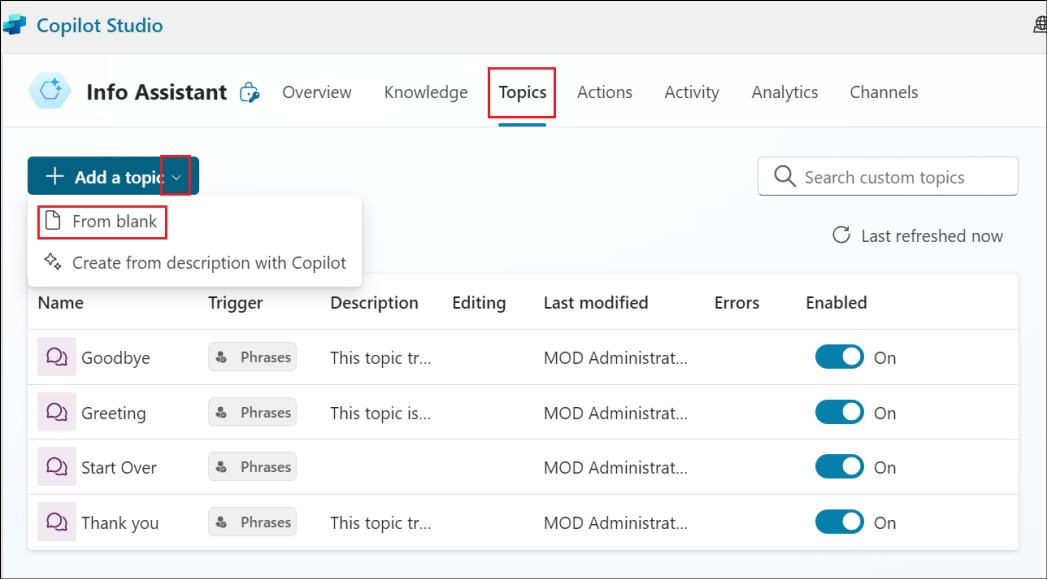 Copilot Studio
Info Assistant Overview Knowledge Topics Actions Activity Analytics Channels
Add a topic Search custom topics
From blank
Last refreshed now
Create from description with Copilot
Name Trigger Description Editing Last modified Errors Enabled
Goodbye Phrases This topic tr... MOD Administrat... On
Greeting Phrases This topic is... MOD Administrat... On
Start Over Phrases MOD Administrat... On
Thank you Phrases This topic tr... MOD Administrat... On